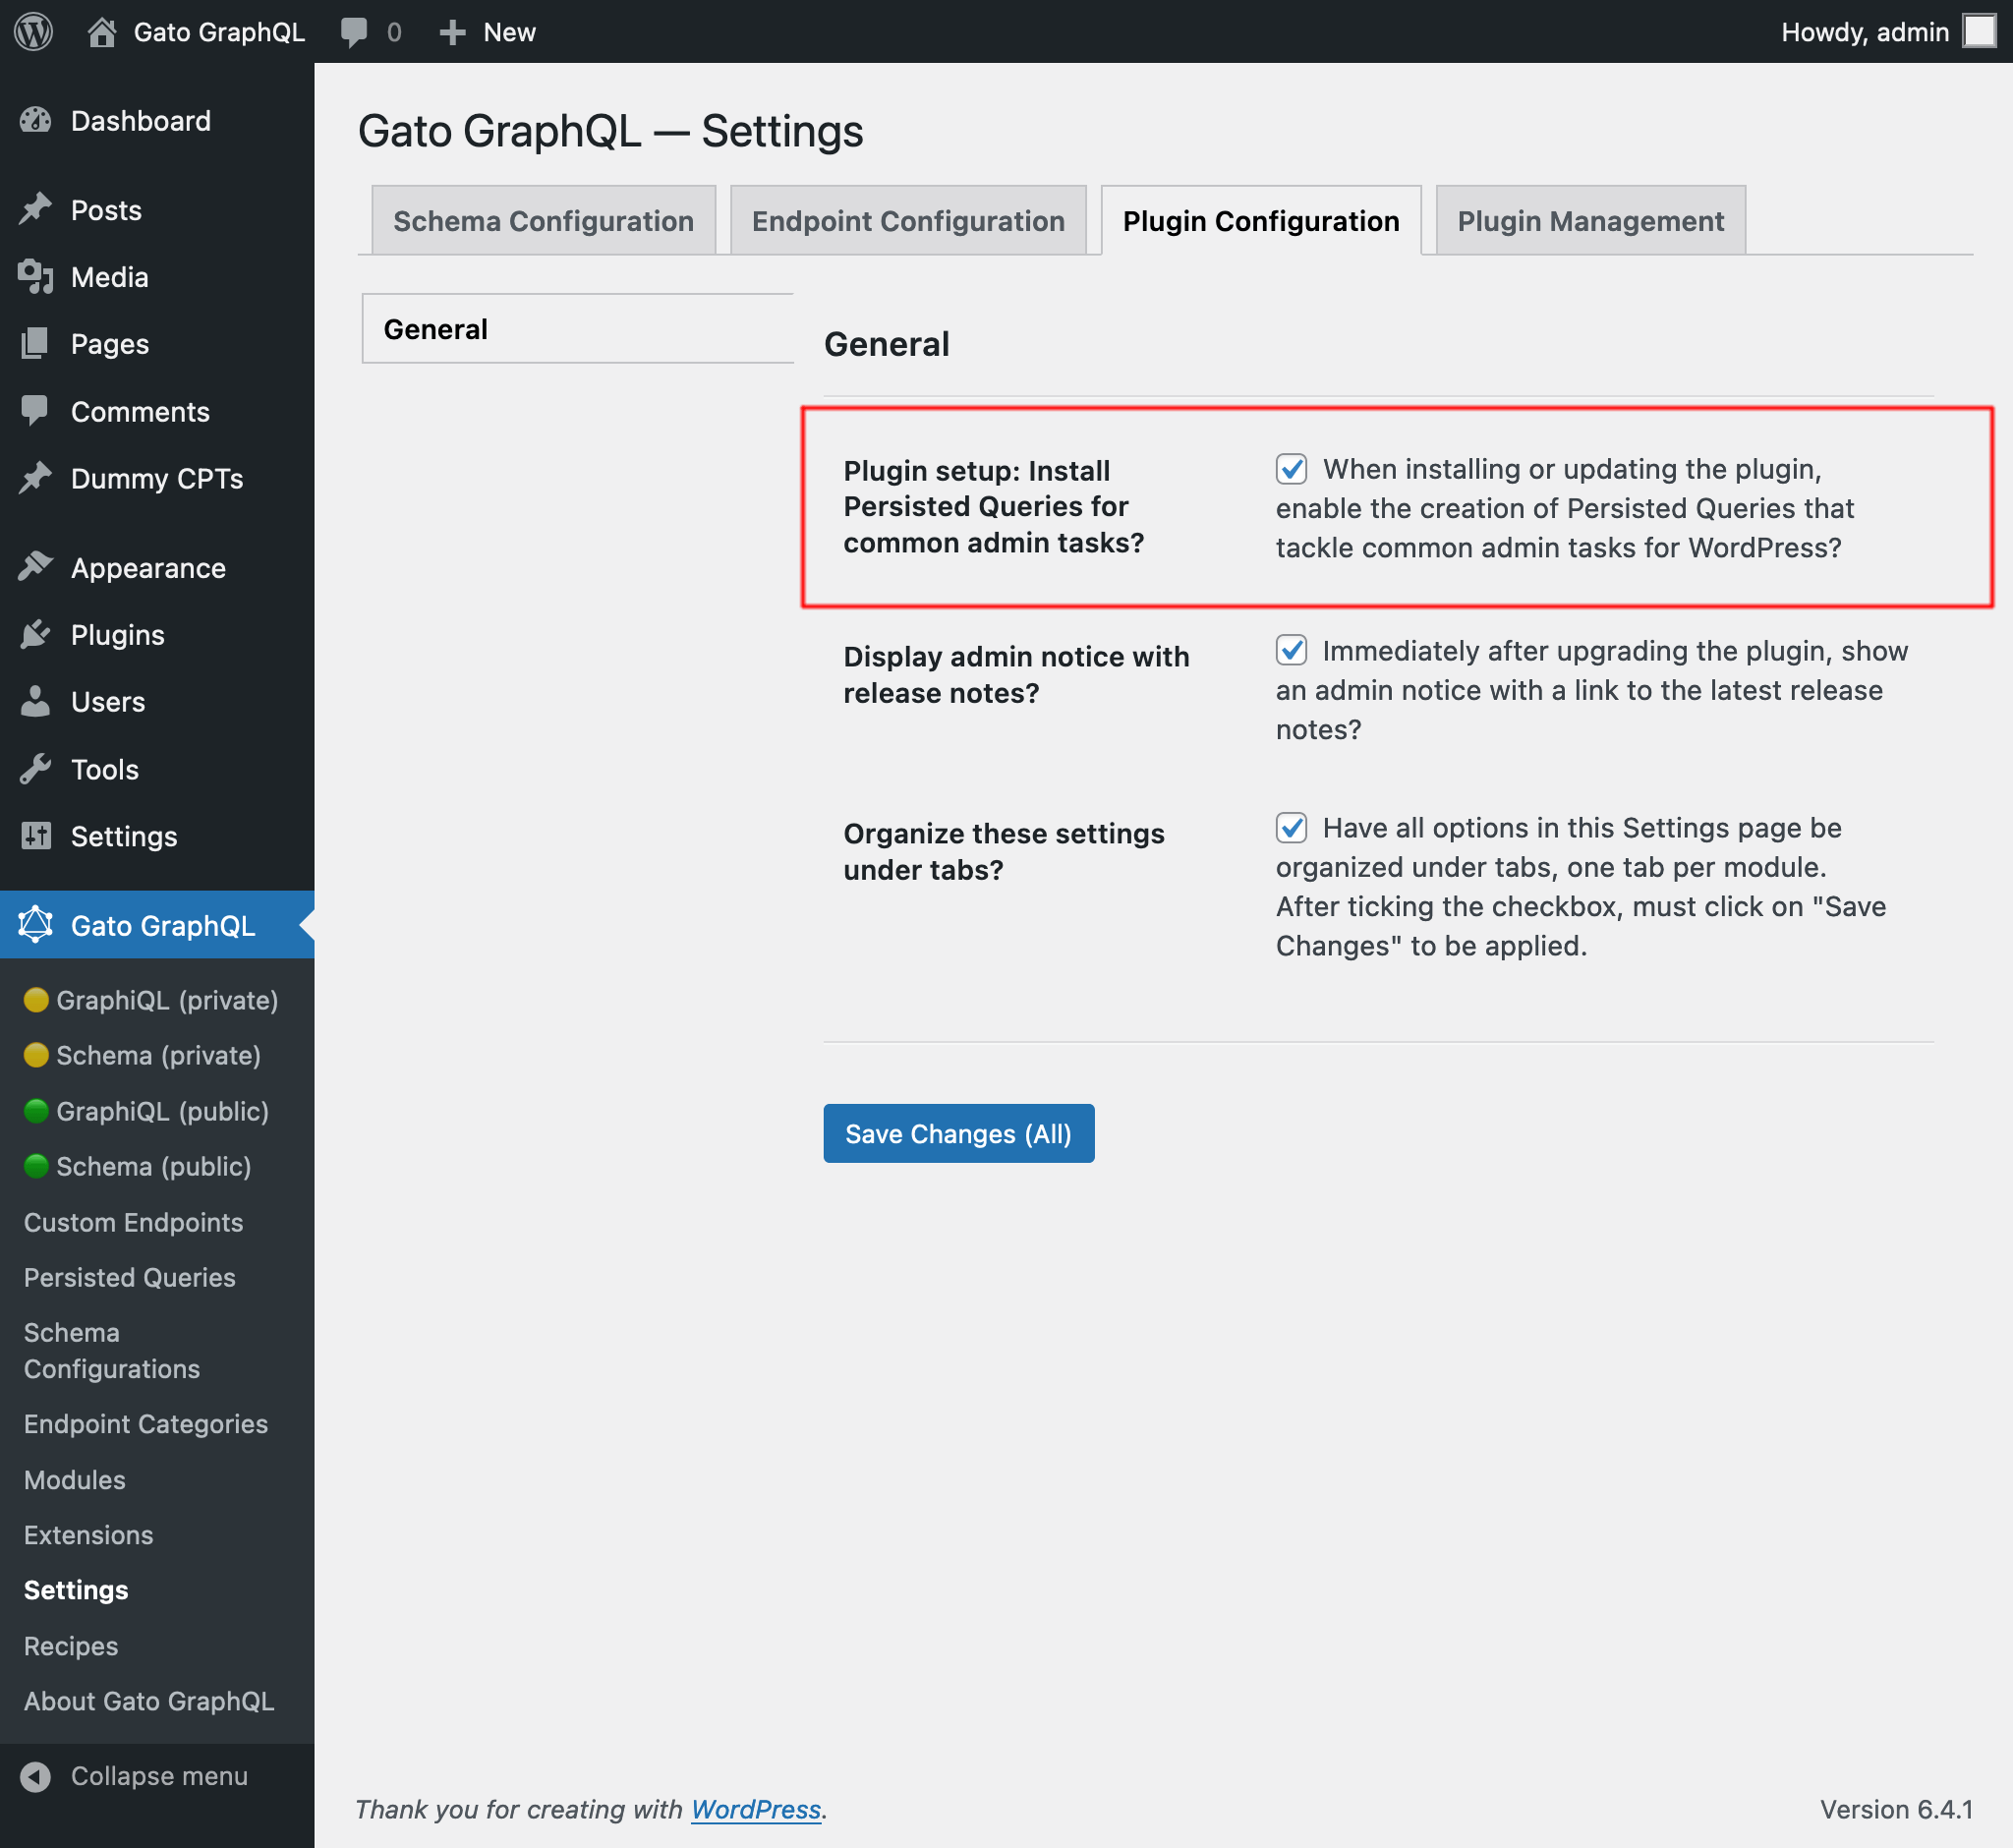 Gato GraphQL
0
New
Howdy, admin
Dashboard
Posts
Media
Pages
Comments
Dummy CPTs
Appearance
Plugins
Users
Tools
Settings
Gato GraphQL
GraphiQL (private)
Schema (private)
GraphiQL (public)
Schema (public)
Custom Endpoints
Persisted Queries
Schema
Configurations
Endpoint Categories
Modules
Extensions
Settings
Recipes
About Gato GraphQL
Collapse menu
Gato GraphQL — Settings
Schema Configuration
Endpoint Configuration
Plugin Configuration
Plugin Management
General
General
Plugin setup: Install
Persisted Queries for
common admin tasks?
When installing or updating the plugin,
enable the creation of Persisted Queries that
tackle common admin tasks for WordPress?
Display admin notice with
release notes?
Immediately after upgrading the plugin, show
an admin notice with a link to the latest release
notes?
Organize these settings
under tabs?
Have all options in this Settings page be
organized under tabs, one tab per module.
After ticking the checkbox, must click on "Save
Changes" to be applied.
Save Changes (All)
Thank you for creating with WordPress.
Version 6.4.1